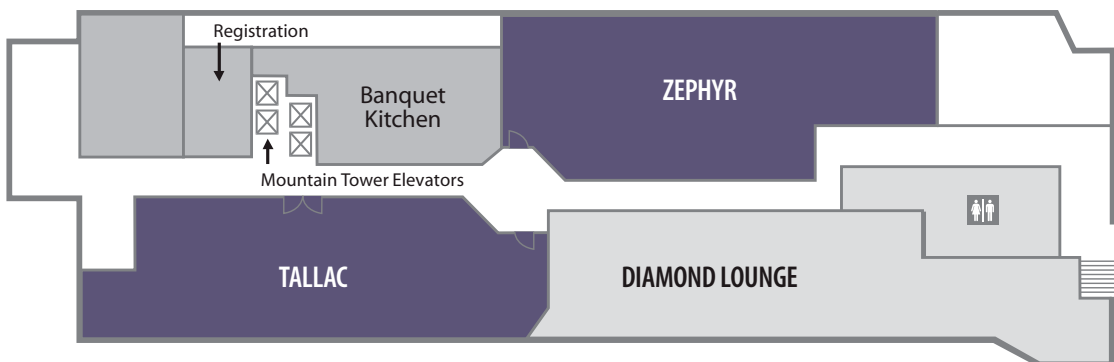 Registration
Banquet
Kitchen
ZEPHYR
Mountain Tower Elevators
TALLAC
DIAMOND LOUNGE